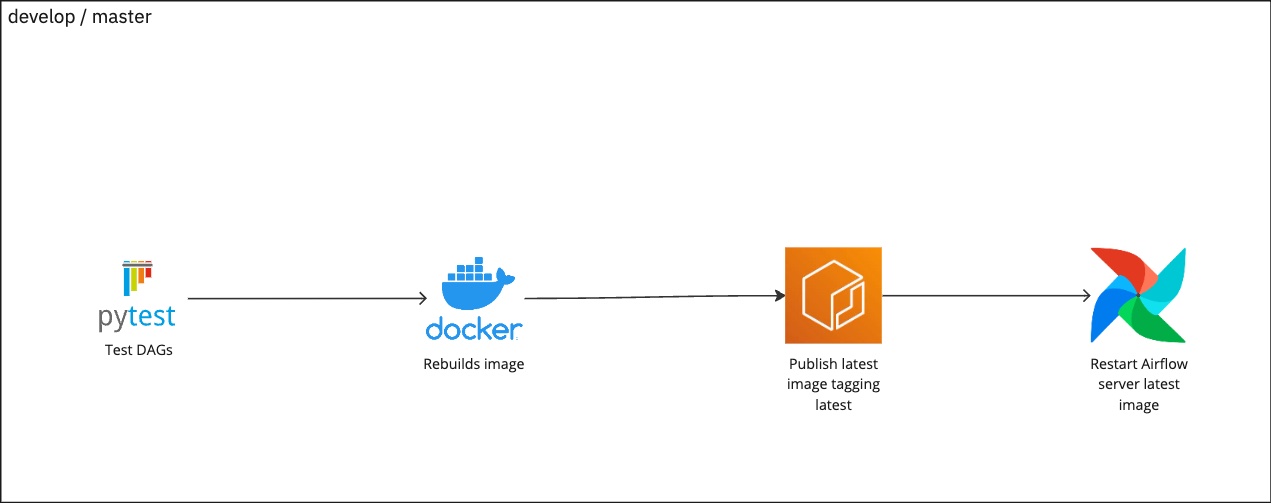 develop / master
pytest
Test DAGs
docker
Rebuilds image
Publish latest
image tagging
latest
Restart Airflow
server latest
image